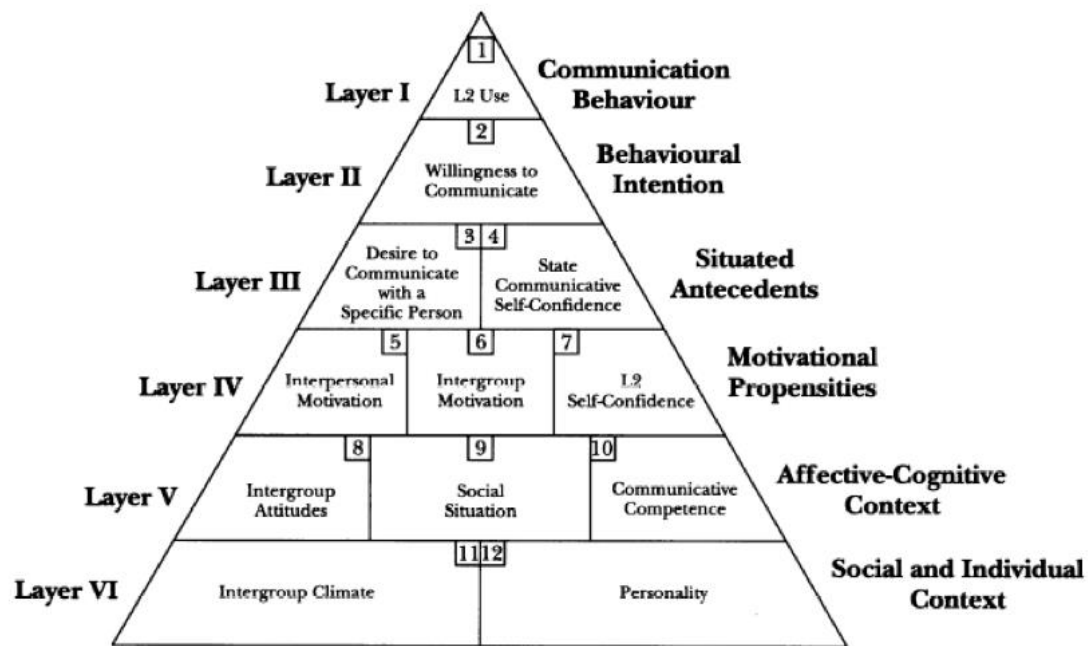 1
Layer I
L2 Use
Communication
Behaviour
2
Layer II
Willingness to
Communicate
Behavioural
Intention
3 4
Layer III
Desire to
Communicate
with a
Specific Person
State
Communicative
Self-Confidence
Situated
Antecedents
5 6 7
Layer IV
Interpersonal
Motivation
Intergroup
Motivation
L2
Self-Confidence
Motivational
Propensities
8 9 10
Layer V
Intergroup
Attitudes
Social
Situation
Communicative
Competence
Affective-Cognitive
Context
11 12
Layer VI
Intergroup Climate
Personality
Social and Individual
Context